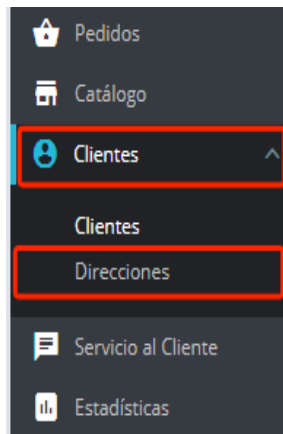 Pedidos
Catálogo
Clientes
Clientes
Direcciones
Servicio al Cliente
Estadísticas